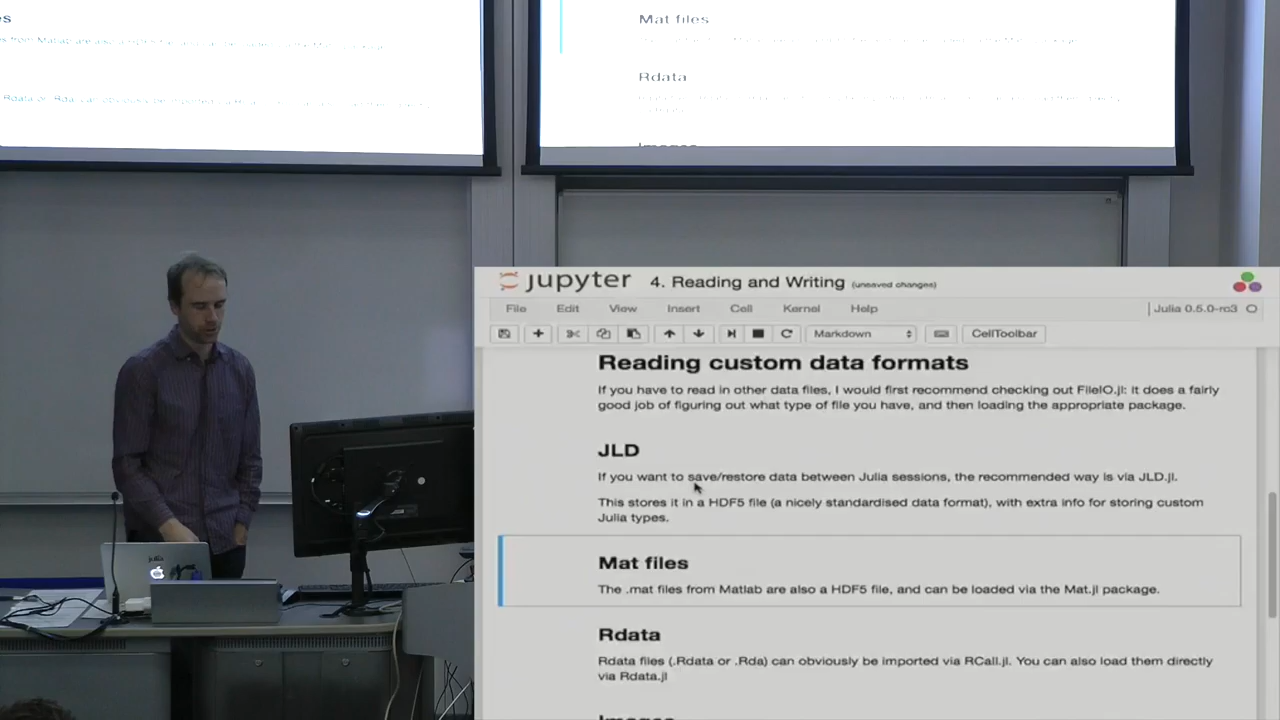 Mat files
Rdata
Images
jupyter 4. Reading and Writing (unsaved changes)
File Edit View Insert Cell Kernel Help Julia 0.5.0-rc3
Markdown CellToolbar
Reading custom data formats
If you have to read in other data files, I would first recommend checking out FileIO.jl: it does a fairly
good job of figuring out what type of file you have, and then loading the appropriate package.
JLD
If you want to save/restore data between Julia sessions, the recommended way is via JLD.jl.
This stores it in a HDF5 file (a nicely standardised data format), with extra info for storing custom
Julia types.
Mat files
The .mat files from Matlab are also a HDF5 file, and can be loaded via the Mat.jl package.
Rdata
Rdata files (.Rdata or .Rda) can obviously be imported via RCall.jl. You can also load them directly
via Rdata.jl
Images
julia